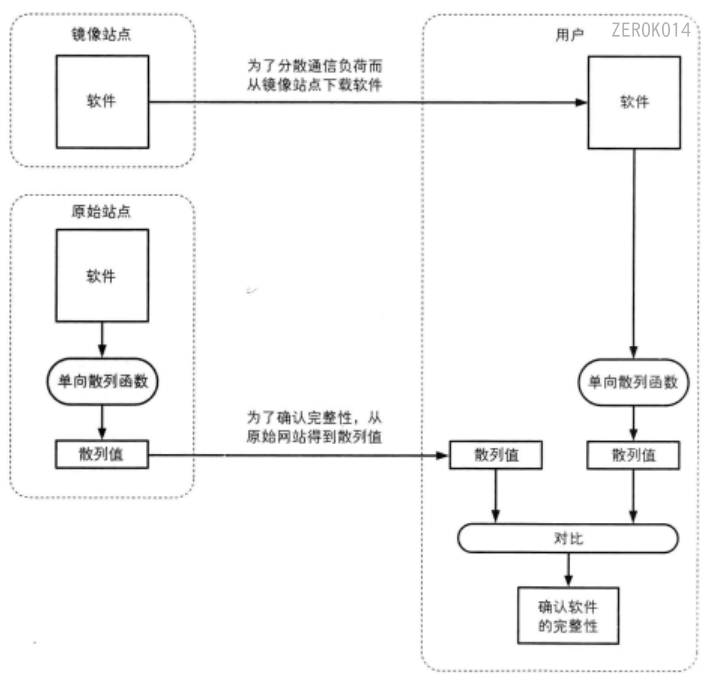 镜像站点
用户
ZEROK014
为了分散通信负荷而
从镜像站点下载软件
软件
软件
原始站点
软件
单向散列函数
单向散列函数
为了确认完整性，从
原始网站得到散列值
散列值
散列值
散列值
对比
确认软件
的完整性